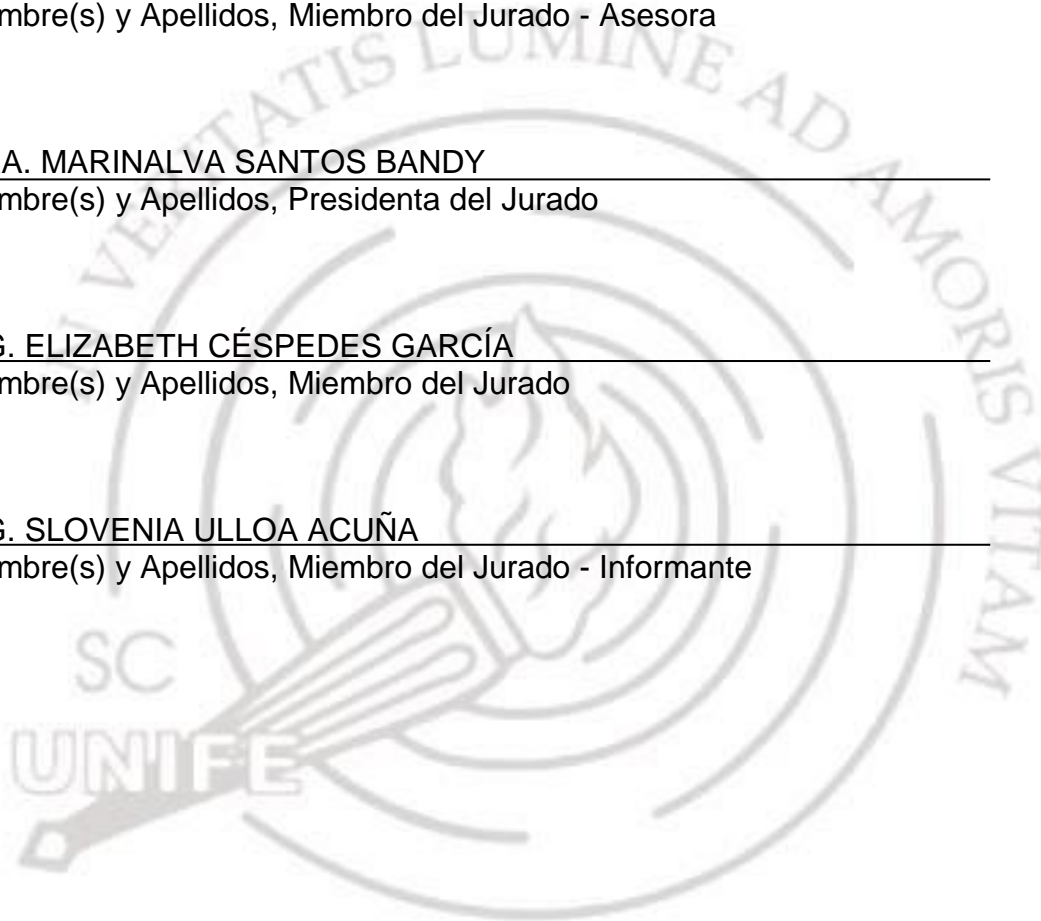 mbre(s) y Apellidos, Miembro del Jurado - Asesora
A. MARINALVA SANTOS BANDY
mbre(s) y Apellidos, Presidenta del Jurado
G. ELIZABETH CÉSPEDES GARCÍA
mbre(s) y Apellidos, Miembro del Jurado
G. SLOVENIA ULLOA ACUÑA
mbre(s) y Apellidos, Miembro del Jurado - Informante
VERITATIS LUMINE AD AMORIS VITAM
SC
UNIFE